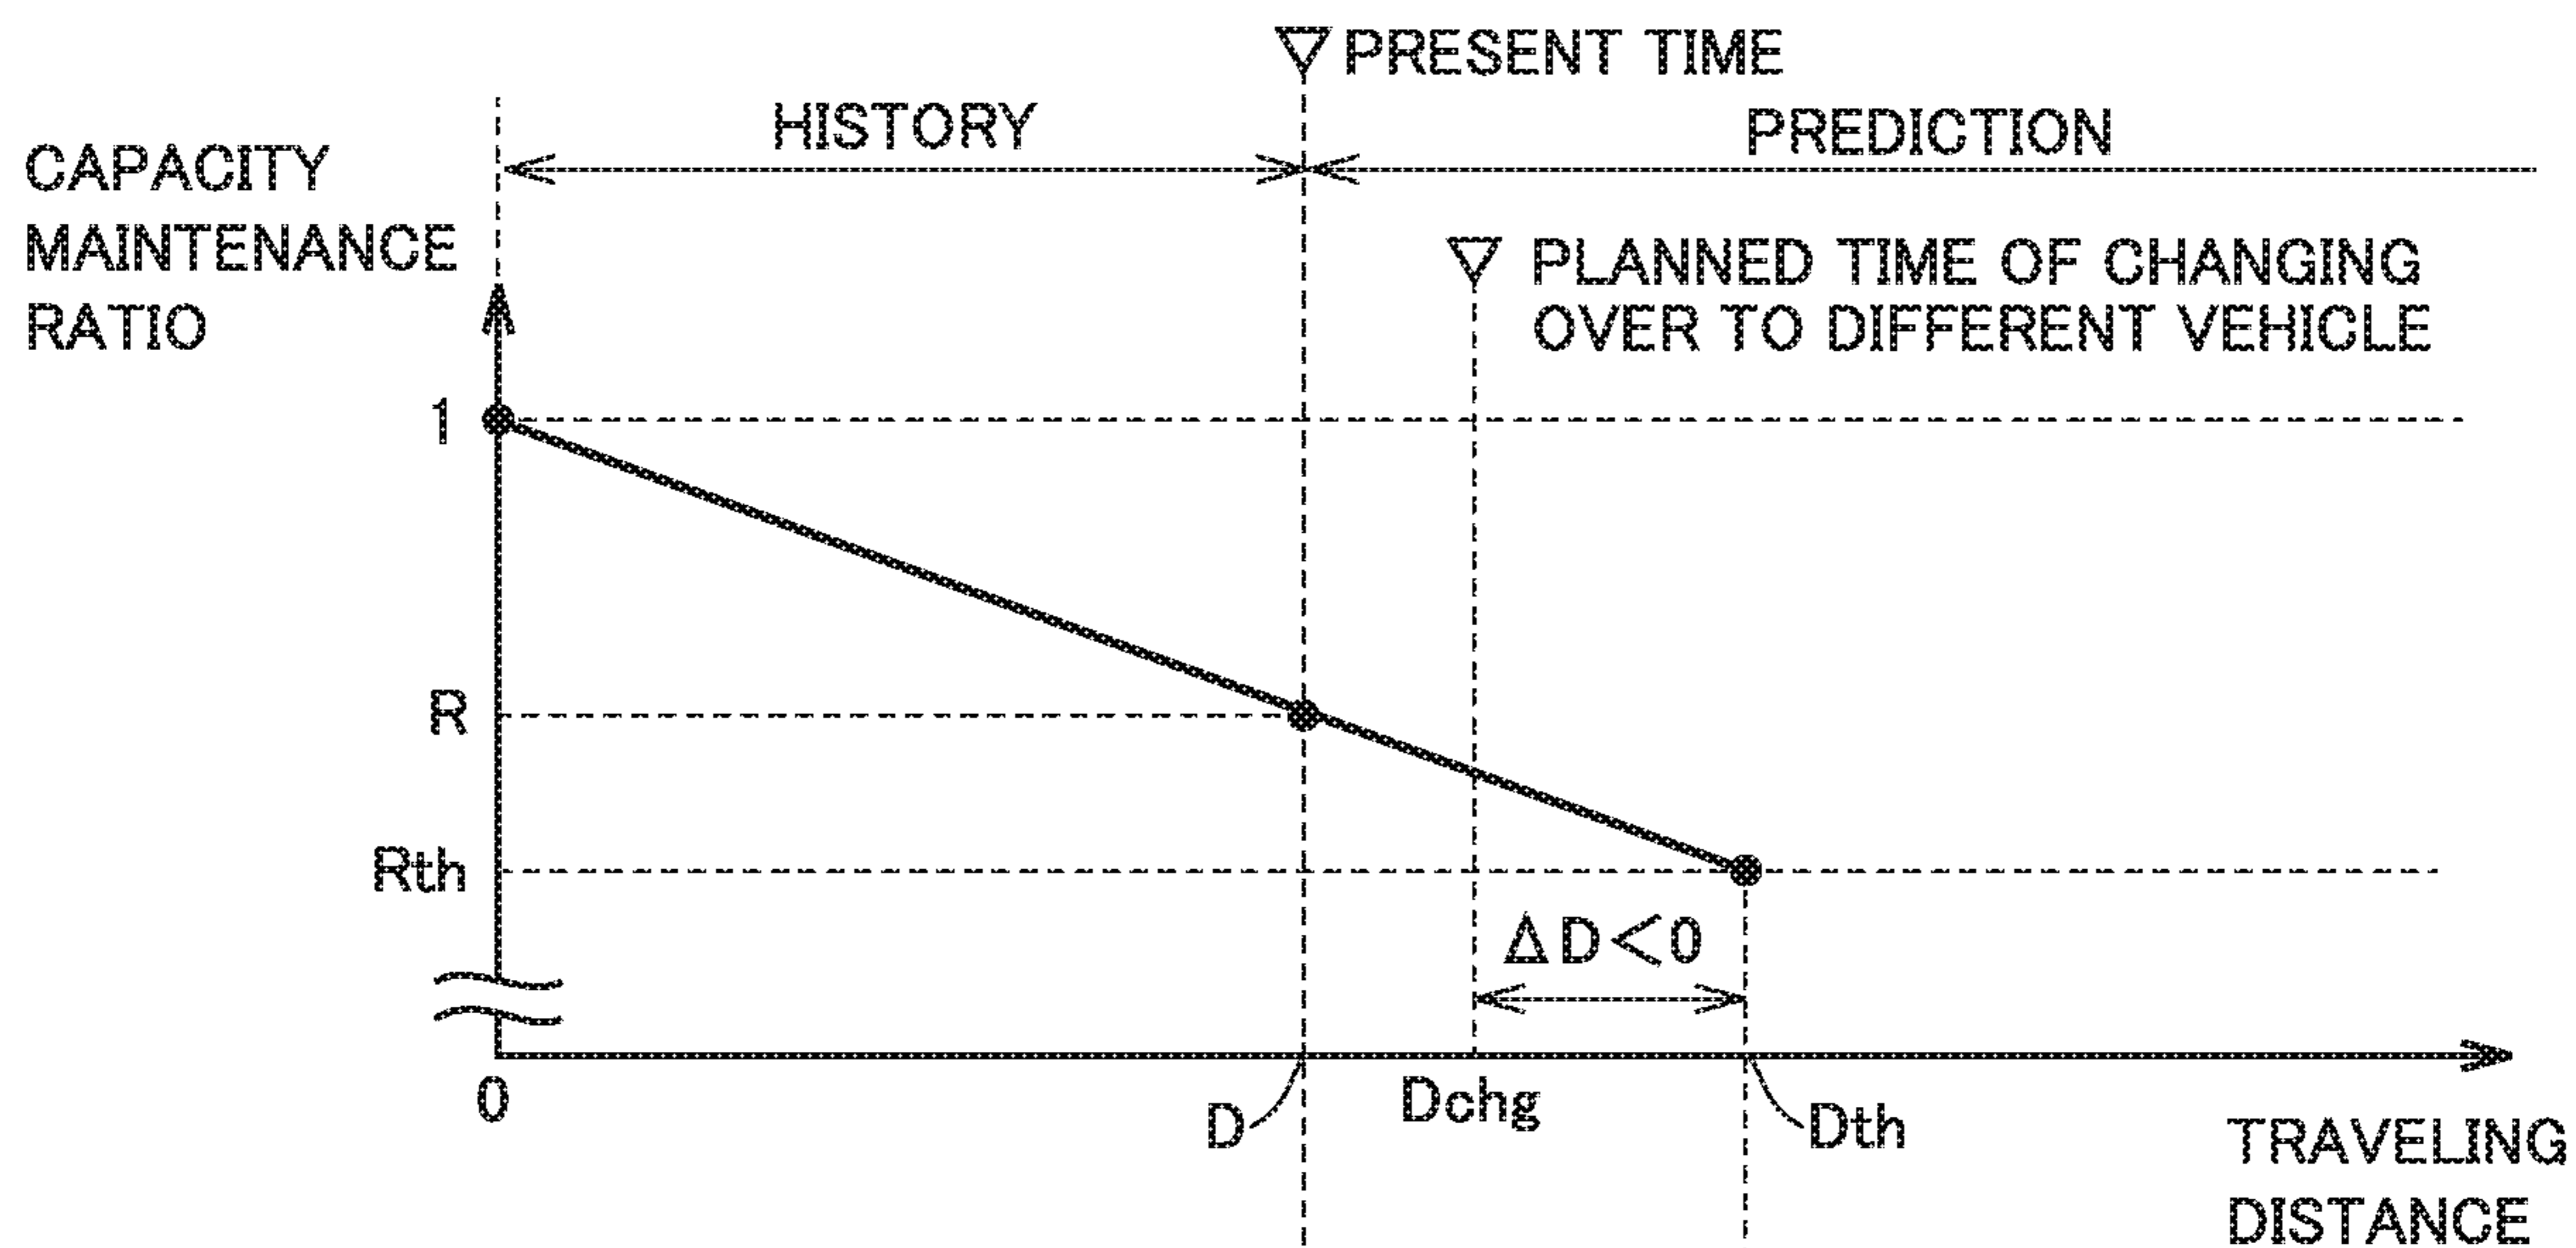 ▽PRESENT TIME
HISTORY
PREDICTION
CAPACITY
MAINTENANCE
RATIO
▽ PLANNED TIME OF CHANGING
OVER TO DIFFERENT VEHICLE
1
R
Rth
ΔD<0
0
D
Dchg
Dth
TRAVELING
DISTANCE